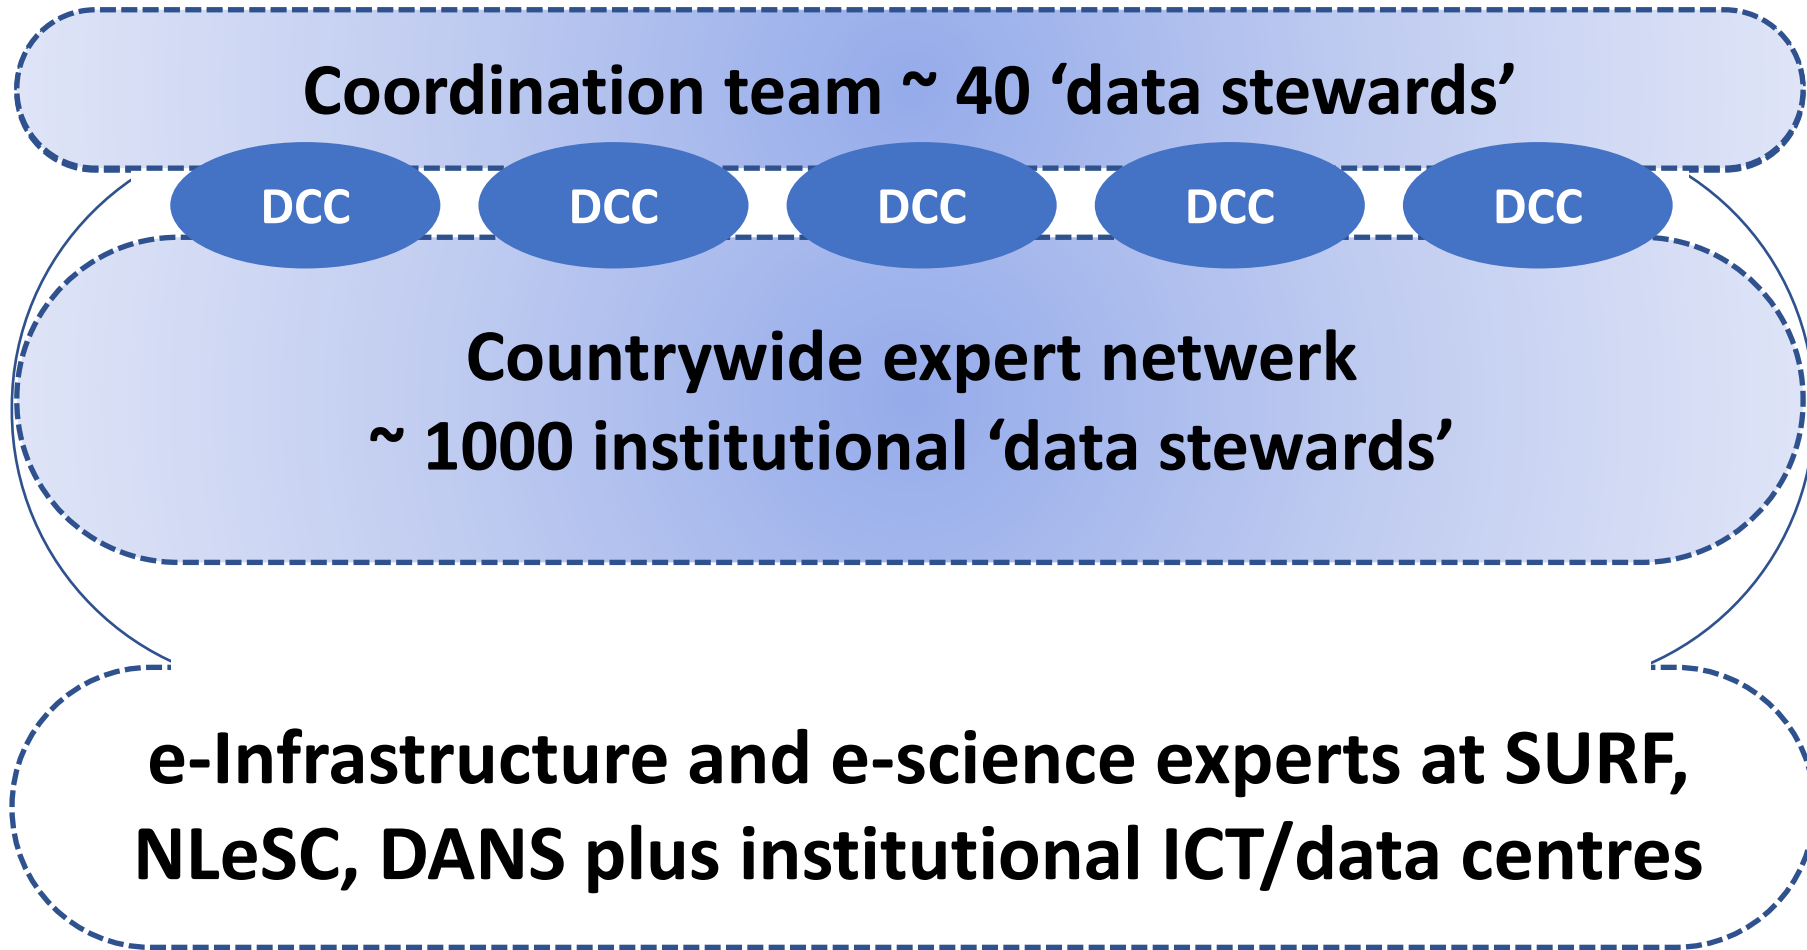 Coordination team ~ 40 ‘data stewards’
DCC DCC DCC DCC DCC
Countrywide expert netwerk
~ 1000 institutional ‘data stewards’
e-Infrastructure and e-science experts at SURF,
NLeSC, DANS plus institutional ICT/data centres